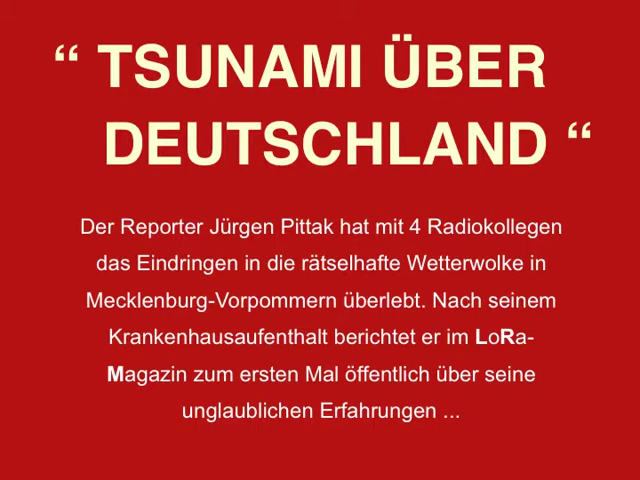 “ TSUNAMI ÜBER
DEUTSCHLAND “
Der Reporter Jürgen Pittak hat mit 4 Radiokollegen
das Eindringen in die rätselhafte Wetterwolke in
Mecklenburg-Vorpommern überlebt. Nach seinem
Krankenhausaufenthalt berichtet er im LoRa-
Magazin zum ersten Mal öffentlich über seine
unglaublichen Erfahrungen ...